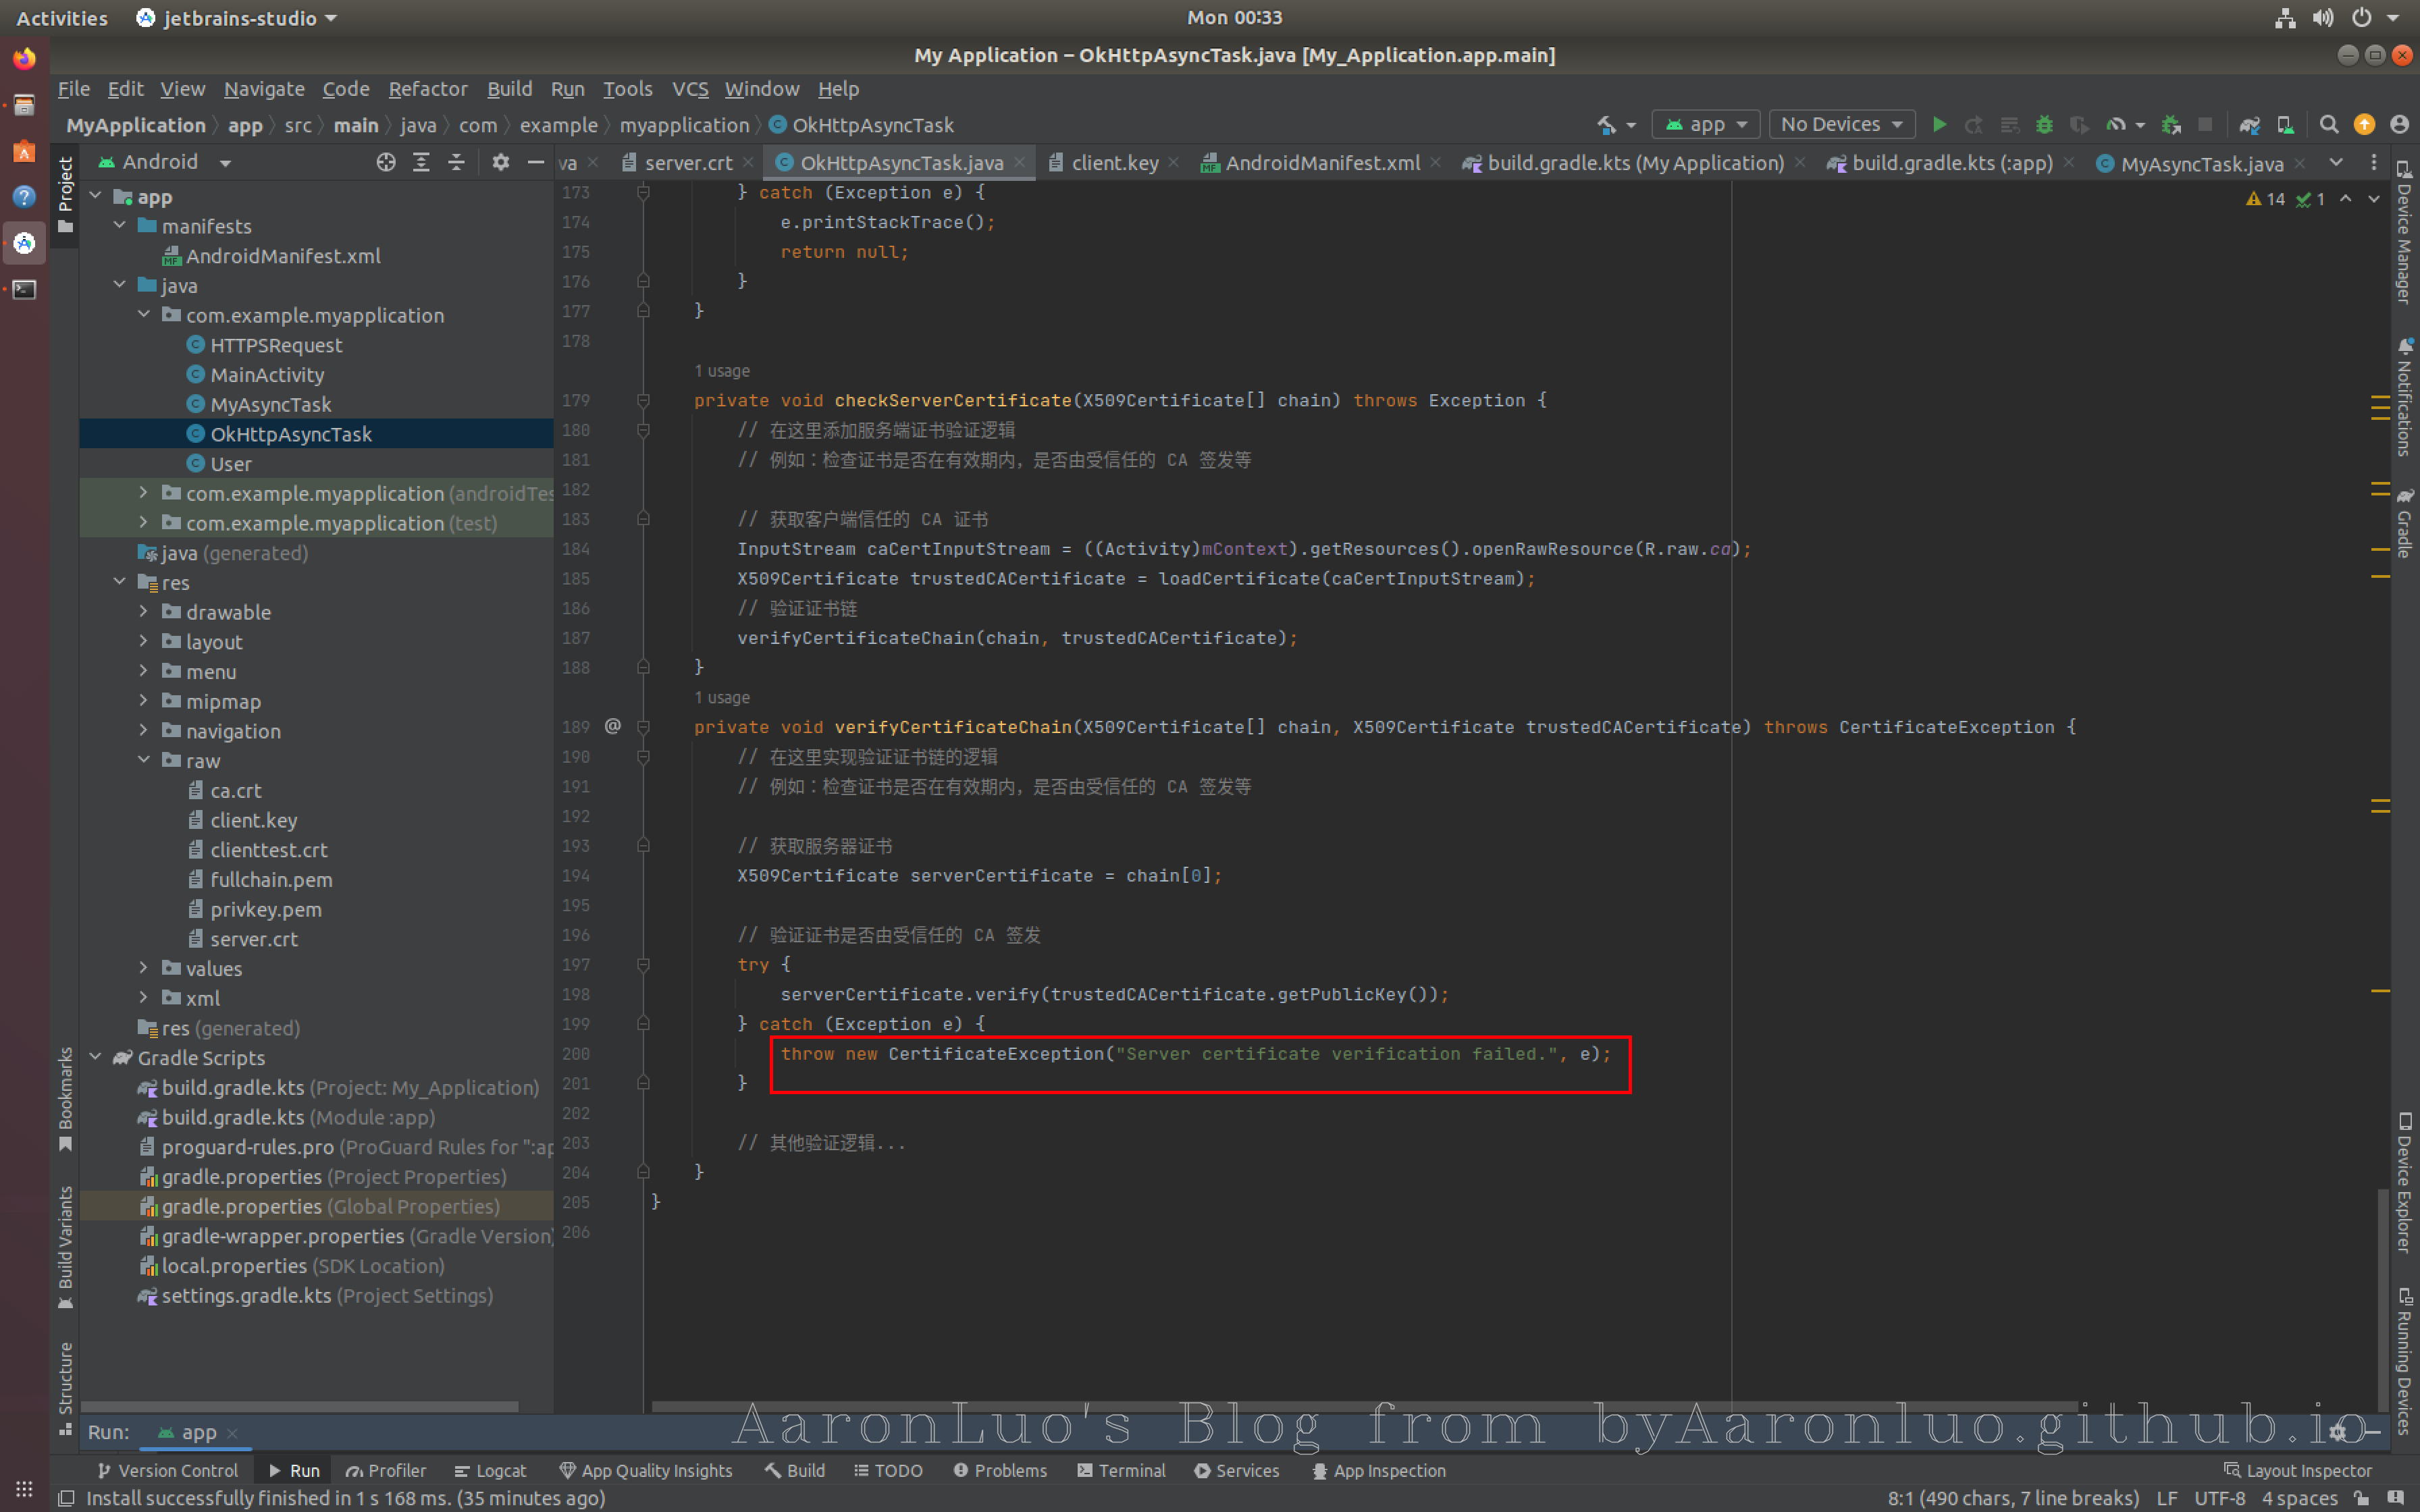 Activities jetbrains-studio Mon 00:33
My Application – OkHttpAsyncTask.java [My_Application.app.main]
File Edit View Navigate Code Refactor Build Run Tools VCS Window Help
MyApplication app src main java com example myapplication OkHttpAsyncTask app No Devices
Project
Android
va server.crt OkHttpAsyncTask.java client.key AndroidManifest.xml build.gradle.kts (My Application) build.gradle.kts (:app) MyAsyncTask.java
14 1
app
manifests
AndroidManifest.xml
java
com.example.myapplication
HTTPSRequest
MainActivity
MyAsyncTask
OkHttpAsyncTask
User
com.example.myapplication (androidTes
com.example.myapplication (test)
java (generated)
res
drawable
layout
menu
mipmap
navigation
raw
ca.crt
client.key
clienttest.crt
fullchain.pem
privkey.pem
server.crt
values
xml
res (generated)
Gradle Scripts
build.gradle.kts (Project: My_Application)
build.gradle.kts (Module :app)
proguard-rules.pro (ProGuard Rules for ":ap
gradle.properties (Project Properties)
gradle.properties (Global Properties)
gradle-wrapper.properties (Gradle Version)
local.properties (SDK Location)
settings.gradle.kts (Project Settings)
Bookmarks
Build Variants
Structure
173 } catch (Exception e) {
174 e.printStackTrace();
175 return null;
176 }
177 }
178
1 usage
179 private void checkServerCertificate(X509Certificate[] chain) throws Exception {
180 // 在这里添加服务端证书验证逻辑
181 // 例如：检查证书是否在有效期内，是否由受信任的 CA 签发等
182
183 // 获取客户端信任的 CA 证书
184 InputStream caCertInputStream = ((Activity)mContext).getResources().openRawResource(R.raw.ca);
185 X509Certificate trustedCACertificate = loadCertificate(caCertInputStream);
186 // 验证证书链
187 verifyCertificateChain(chain, trustedCACertificate);
188 }
1 usage
189 @ private void verifyCertificateChain(X509Certificate[] chain, X509Certificate trustedCACertificate) throws CertificateException {
190 // 在这里实现验证证书链的逻辑
191 // 例如：检查证书是否在有效期内，是否由受信任的 CA 签发等
192
193 // 获取服务器证书
194 X509Certificate serverCertificate = chain[0];
195
196 // 验证证书是否由受信任的 CA 签发
197 try {
198 serverCertificate.verify(trustedCACertificate.getPublicKey());
199 } catch (Exception e) {
200 throw new CertificateException("Server certificate verification failed.", e);
201 }
202
203 // 其他验证逻辑...
204 }
205 }
206
Device Manager
Notifications
Gradle
Device Explorer
Running Devices
AaronLuo's Blog from byAaronluo.github.io
Run: app
Version Control Run Profiler Logcat App Quality Insights Build TODO Problems Terminal Services App Inspection Layout Inspector
Install successfully finished in 1 s 168 ms. (35 minutes ago) 8:1 (490 chars, 7 line breaks) LF UTF-8 4 spaces